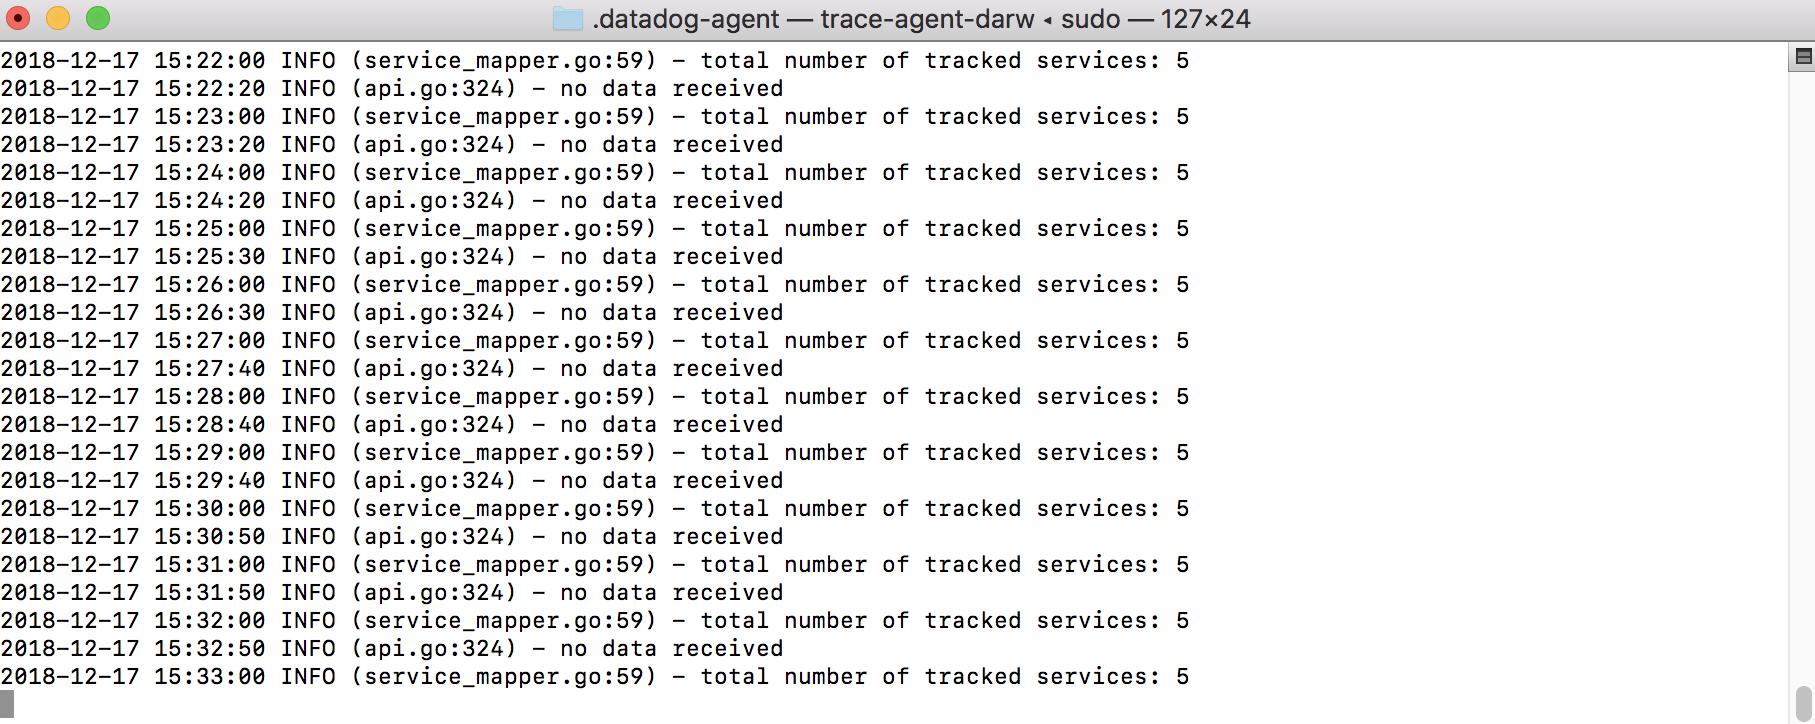 .datadog-agent — trace-agent-darw ◂ sudo — 127×24
2018-12-17 15:22:00 INFO (service_mapper.go:59) - total number of tracked services: 5
2018-12-17 15:22:20 INFO (api.go:324) - no data received
2018-12-17 15:23:00 INFO (service_mapper.go:59) - total number of tracked services: 5
2018-12-17 15:23:20 INFO (api.go:324) - no data received
2018-12-17 15:24:00 INFO (service_mapper.go:59) - total number of tracked services: 5
2018-12-17 15:24:20 INFO (api.go:324) - no data received
2018-12-17 15:25:00 INFO (service_mapper.go:59) - total number of tracked services: 5
2018-12-17 15:25:30 INFO (api.go:324) - no data received
2018-12-17 15:26:00 INFO (service_mapper.go:59) - total number of tracked services: 5
2018-12-17 15:26:30 INFO (api.go:324) - no data received
2018-12-17 15:27:00 INFO (service_mapper.go:59) - total number of tracked services: 5
2018-12-17 15:27:40 INFO (api.go:324) - no data received
2018-12-17 15:28:00 INFO (service_mapper.go:59) - total number of tracked services: 5
2018-12-17 15:28:40 INFO (api.go:324) - no data received
2018-12-17 15:29:00 INFO (service_mapper.go:59) - total number of tracked services: 5
2018-12-17 15:29:40 INFO (api.go:324) - no data received
2018-12-17 15:30:00 INFO (service_mapper.go:59) - total number of tracked services: 5
2018-12-17 15:30:50 INFO (api.go:324) - no data received
2018-12-17 15:31:00 INFO (service_mapper.go:59) - total number of tracked services: 5
2018-12-17 15:31:50 INFO (api.go:324) - no data received
2018-12-17 15:32:00 INFO (service_mapper.go:59) - total number of tracked services: 5
2018-12-17 15:32:50 INFO (api.go:324) - no data received
2018-12-17 15:33:00 INFO (service_mapper.go:59) - total number of tracked services: 5